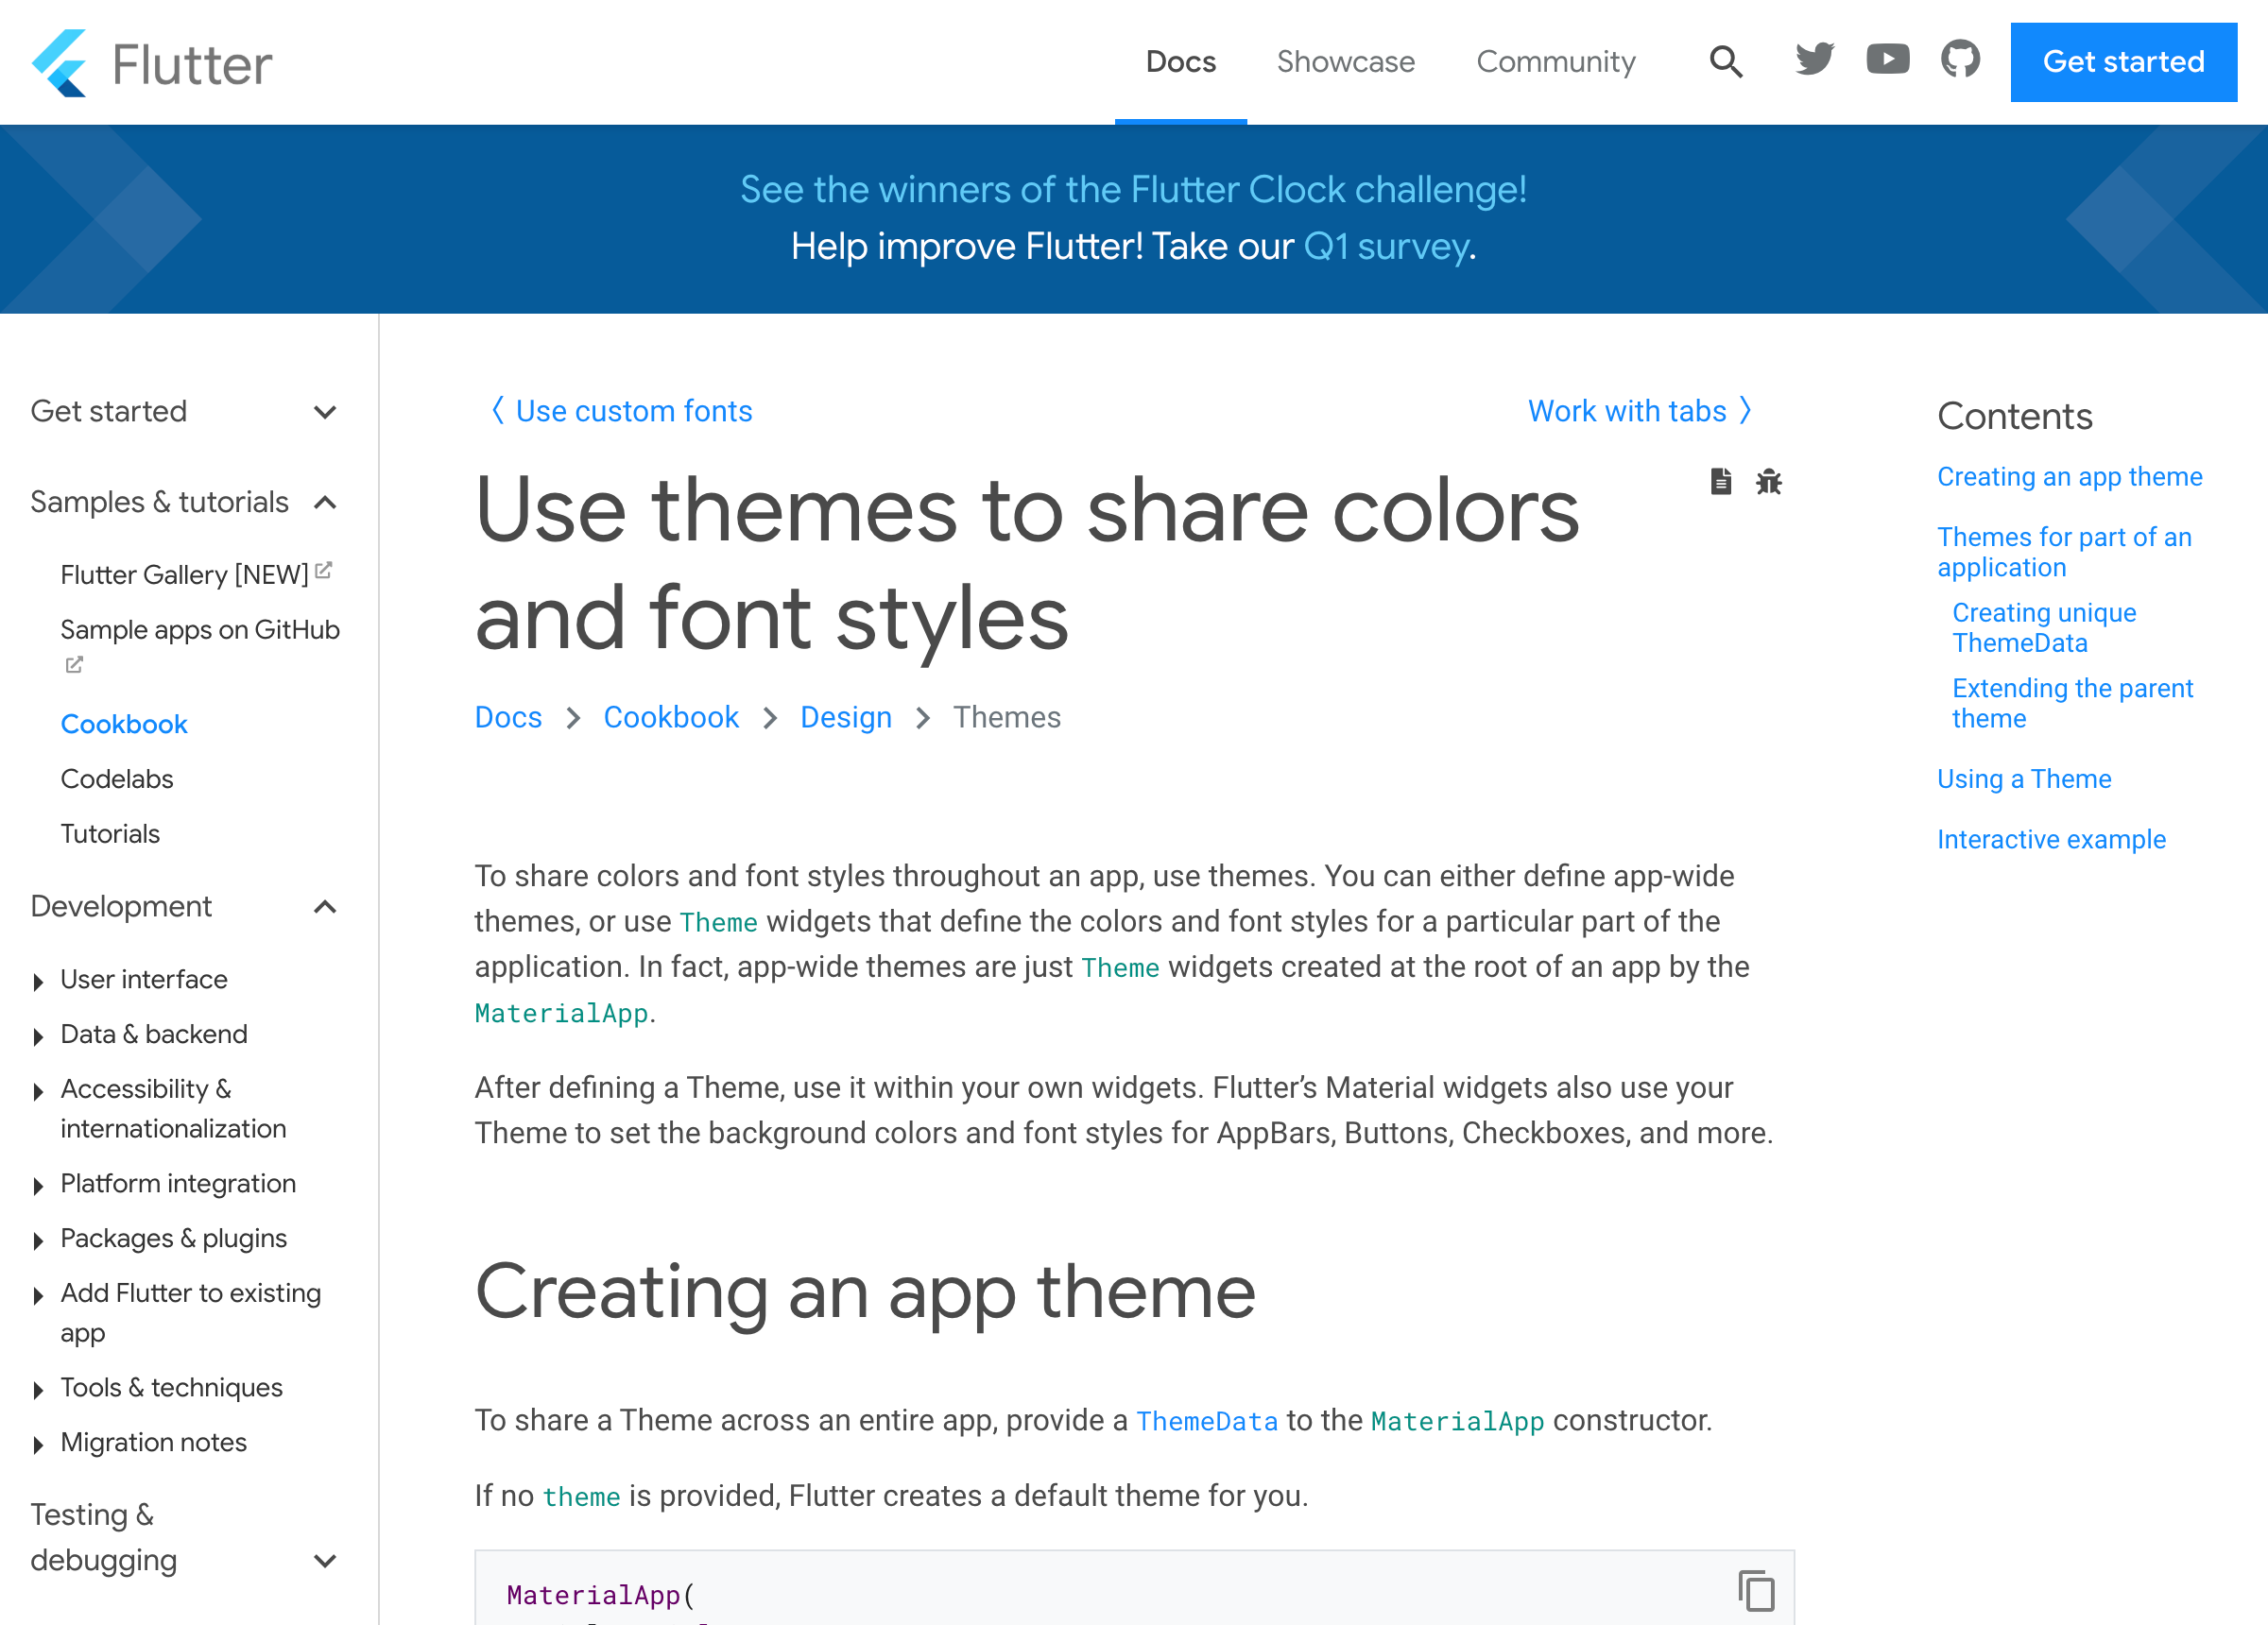 Flutter
Docs
Showcase
Community
Get started
See the winners of the Flutter Clock challenge!
Help improve Flutter! Take our Q1 survey.
Get started
Samples & tutorials
Flutter Gallery [NEW]
Sample apps on GitHub
Cookbook
Codelabs
Tutorials
Development
User interface
Data & backend
Accessibility &
internationalization
Platform integration
Packages & plugins
Add Flutter to existing
app
Tools & techniques
Migration notes
Testing &
debugging
Use custom fonts
Work with tabs
Use themes to share colors
and font styles
Docs > Cookbook > Design > Themes
To share colors and font styles throughout an app, use themes. You can either define app-wide
themes, or use Theme widgets that define the colors and font styles for a particular part of the
application. In fact, app-wide themes are just Theme widgets created at the root of an app by the
MaterialApp.
After defining a Theme, use it within your own widgets. Flutter’s Material widgets also use your
Theme to set the background colors and font styles for AppBars, Buttons, Checkboxes, and more.
Creating an app theme
To share a Theme across an entire app, provide a ThemeData to the MaterialApp constructor.
If no theme is provided, Flutter creates a default theme for you.
MaterialApp(
Contents
Creating an app theme
Themes for part of an
application
Creating unique
ThemeData
Extending the parent
theme
Using a Theme
Interactive example